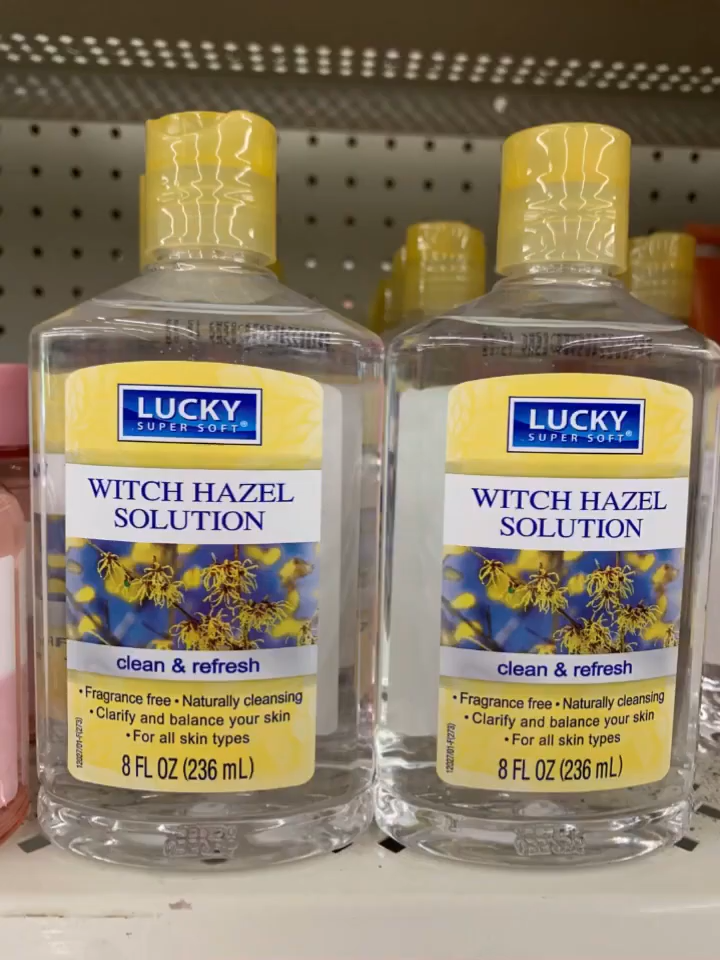 LUCKY
SUPER SOFT®
WITCH HAZEL
SOLUTION
clean & refresh
• Fragrance free • Naturally cleansing
• Clarify and balance your skin
• For all skin types
8 FL OZ (236 mL)
LUCKY
SUPER SOFT®
WITCH HAZEL
SOLUTION
clean & refresh
• Fragrance free • Naturally cleansing
• Clarify and balance your skin
• For all skin types
8 FL OZ (236 mL)